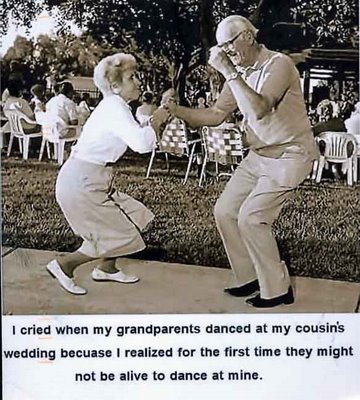 I cried when my grandparents danced at my cousin's
wedding becuase I realized for the first time they might
not be alive to dance at mine.